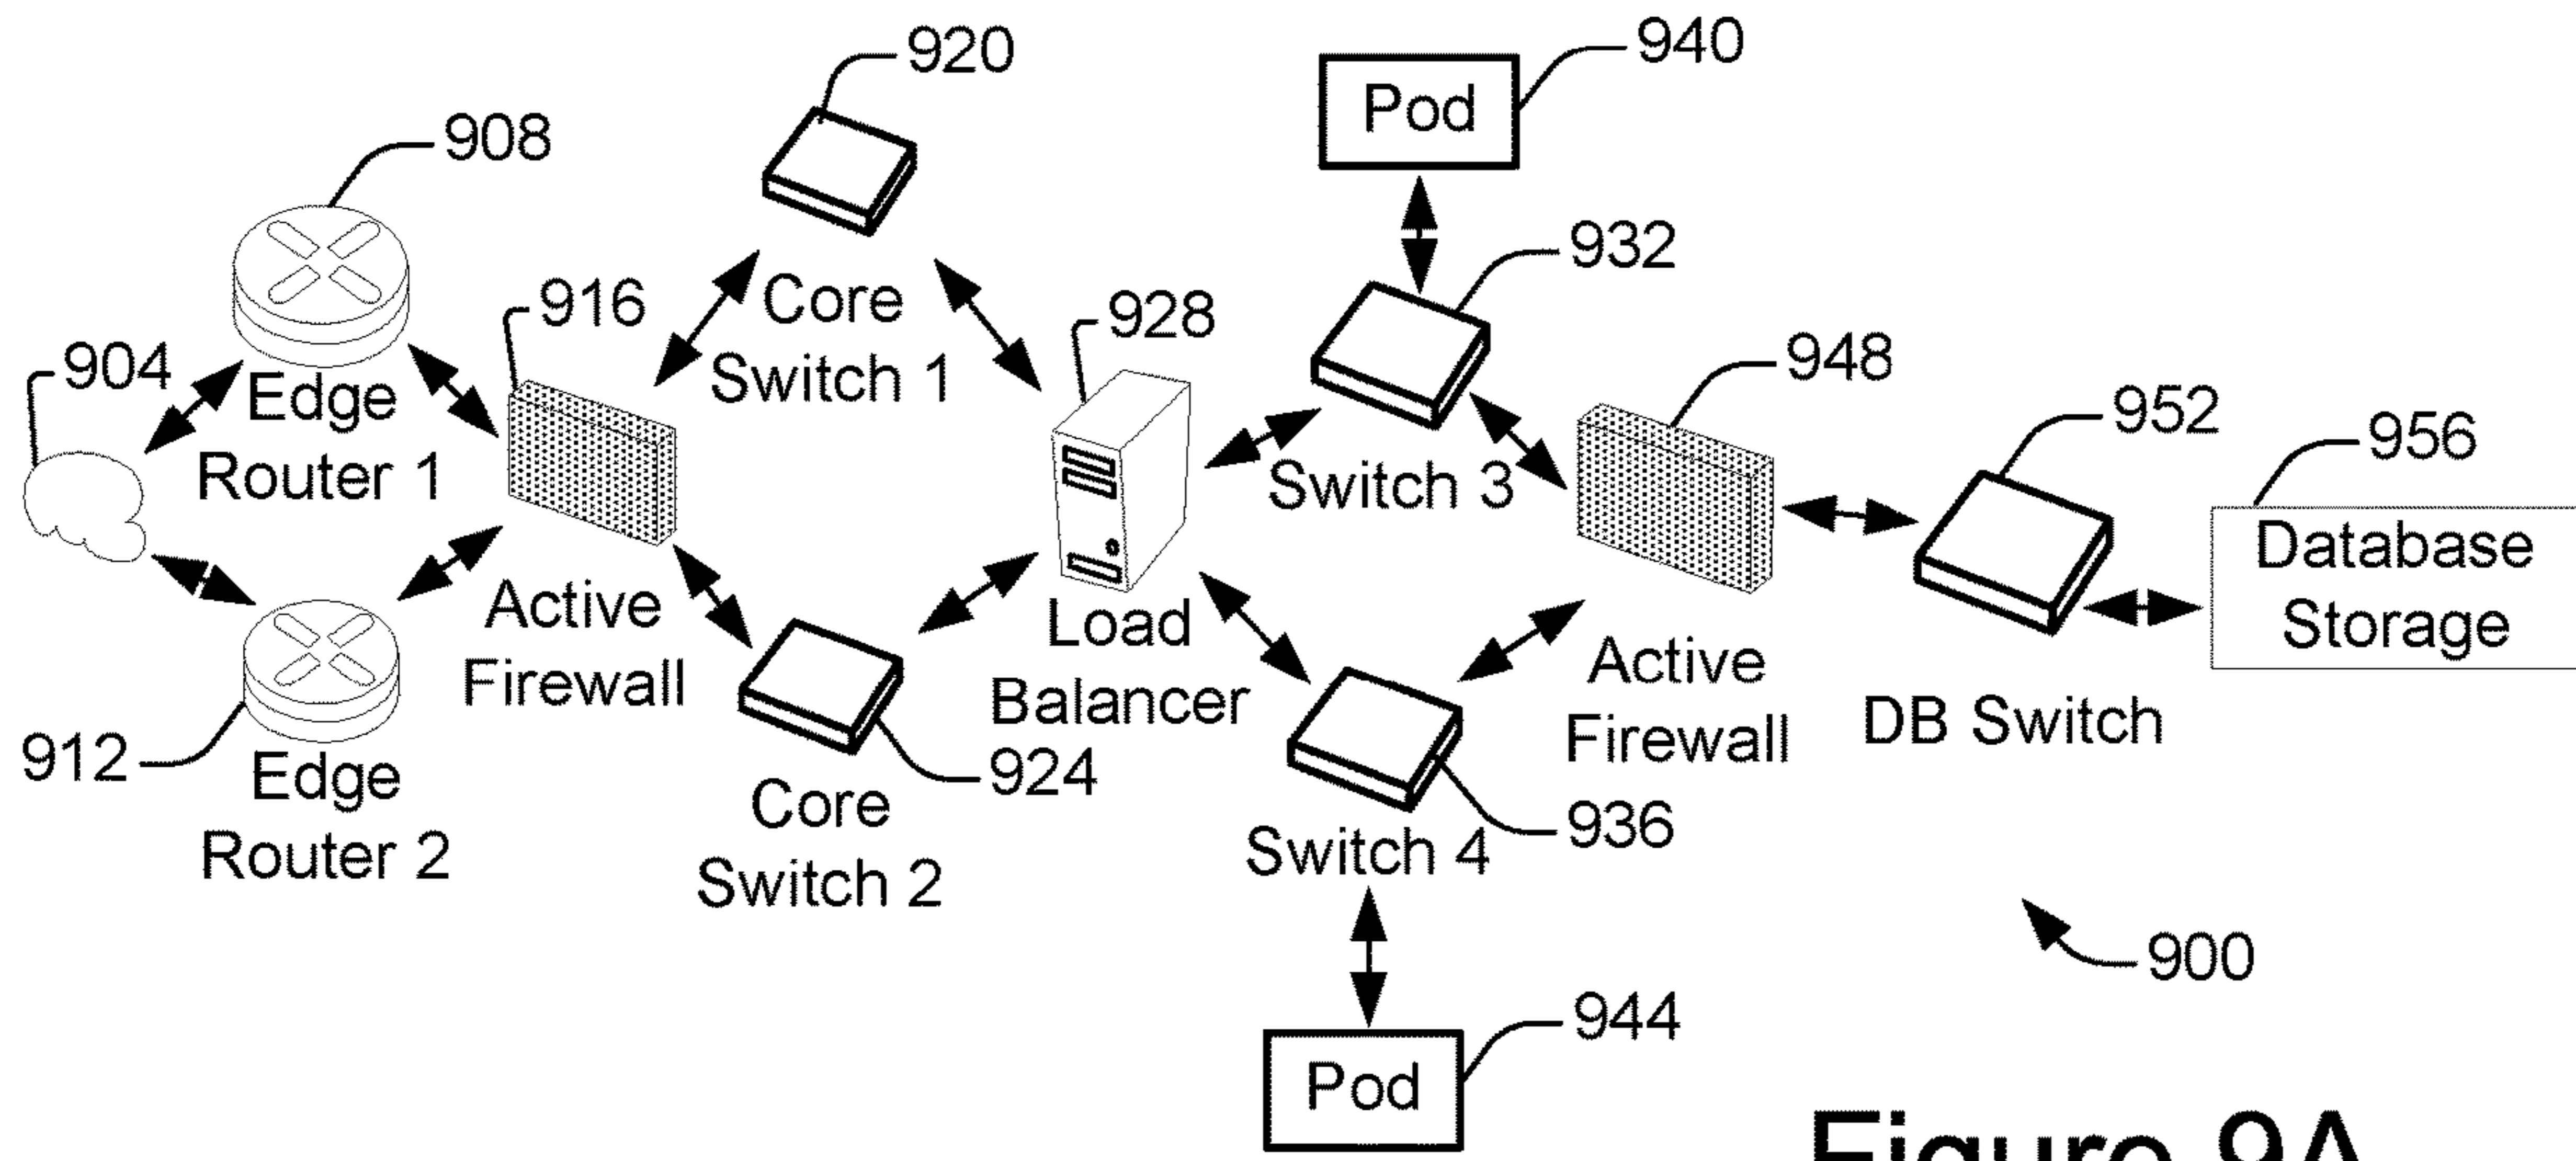 920
940
Pod
908
932
916
Core
Switch 1
928
948
904
Edge
Router 1
952
956
Switch 3
Database
Storage
Active
Firewall
Load
Balancer
Active
Firewall
DB Switch
912
Edge
Router 2
924
Core
Switch 2
936
Switch 4
900
944
Pod
Figure 9A